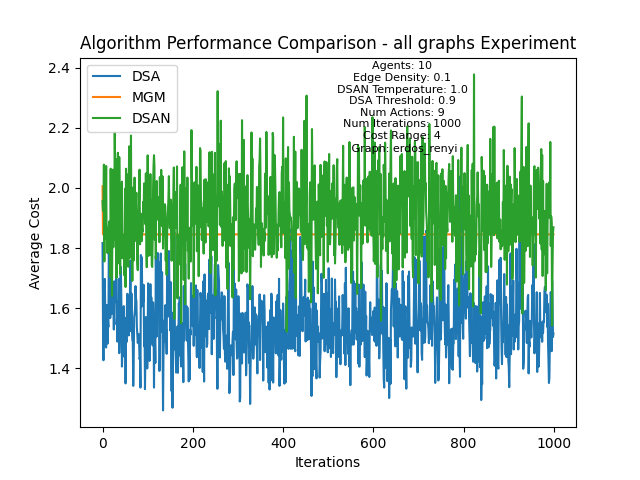 Algorithm Performance Comparison - all graphs Experiment
2.4
2.2
2.0
1.8
1.6
1.4
Average Cost
DSA
MGM
DSAN
Agents: 10
Edge Density: 0.1
DSAN Temperature: 1.0
DSA Threshold: 0.9
Num Actions: 9
Num Iterations: 1000
Cost Range: 4
Graph: erdos_renyi
0 200 400 600 800 1000
Iterations